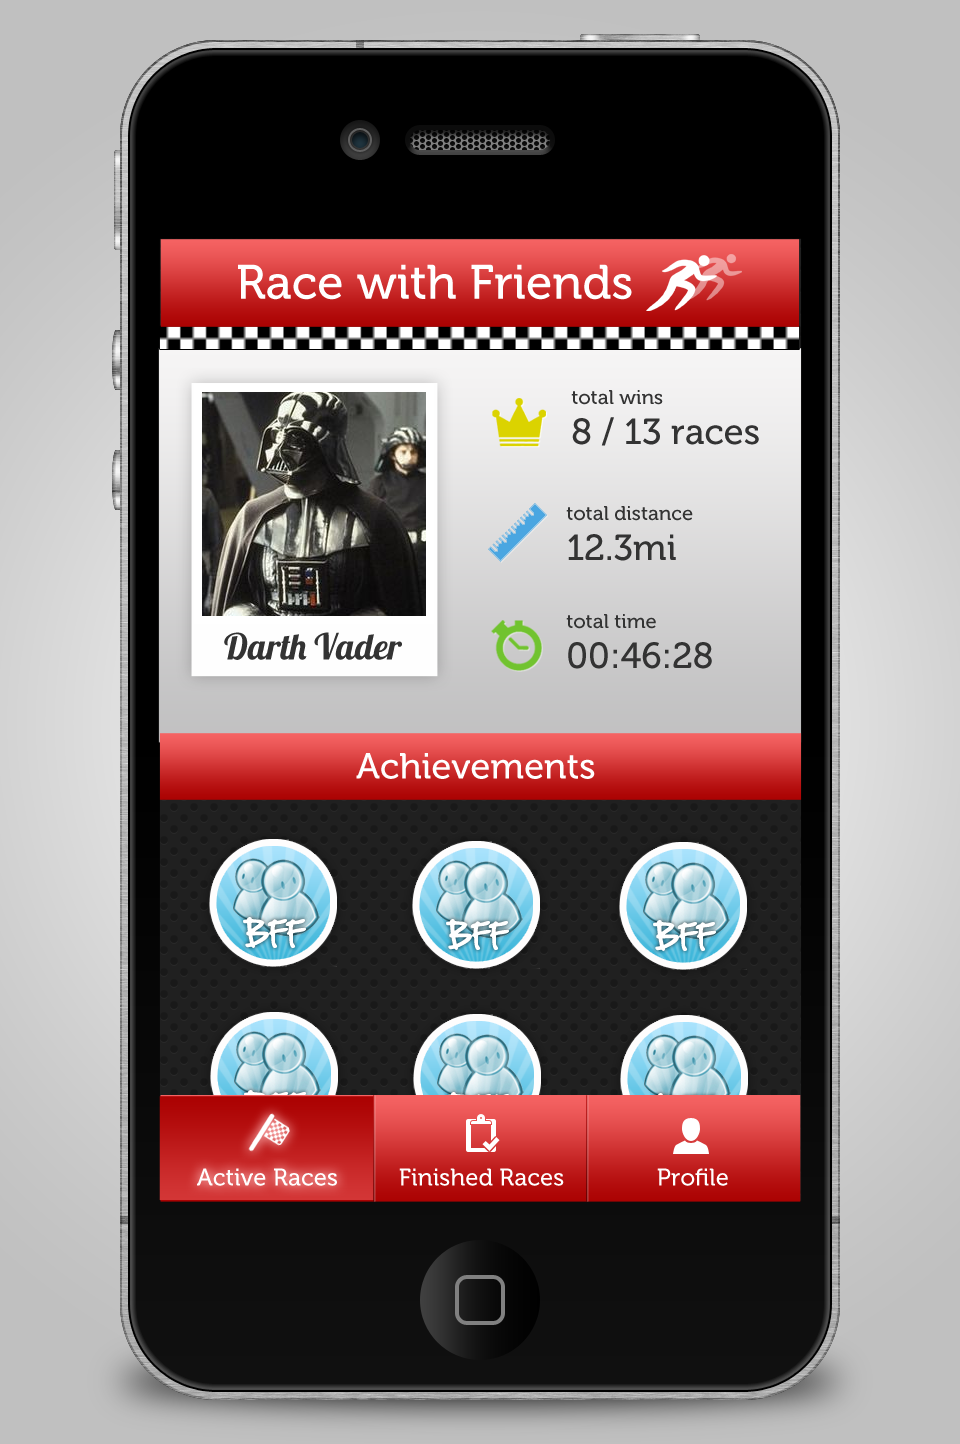 Race with Friends
total wins
8 / 13 races
total distance
12.3mi
Darth Vader
total time
00:46:28
Achievements
BFF
BFF
BFF
Active Races
Finished Races
Profile